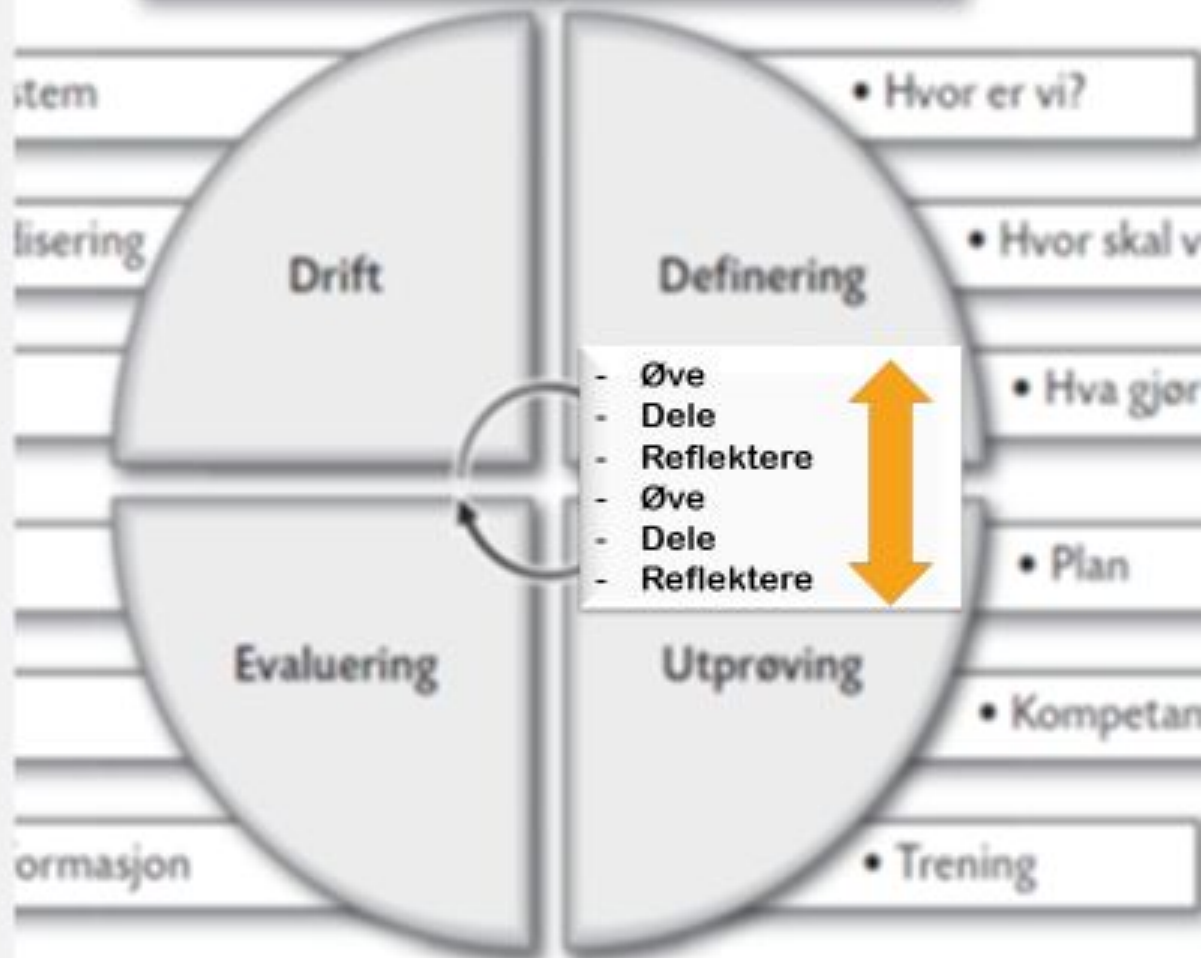 stem
• Hvor er vi?
disering
• Hvor skal v
Drift
Definering
• Hva gjør
- Øve
- Dele
- Reflektere
- Øve
- Dele
- Reflektere
• Plan
Evaluering
Utprøving
• Kompetan
ormasjon
• Trening